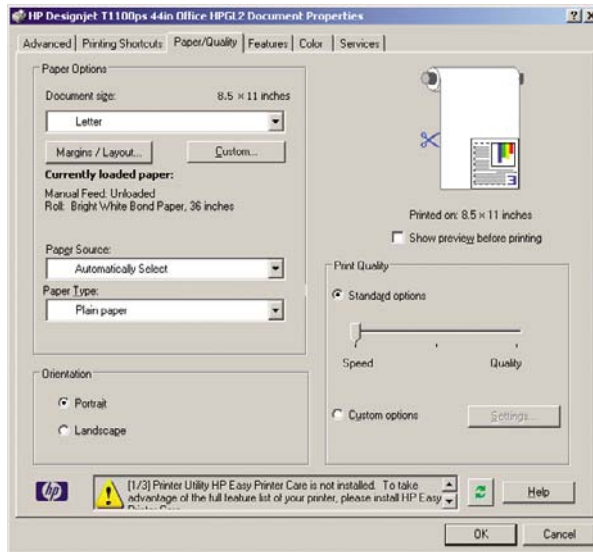 HP Designjet T1100ps 44in Office HPGL2 Document Properties
Advanced
Printing Shortcuts
Paper/Quality
Features
Color
Services
Paper Options
Document size:
8.5 × 11 inches
Letter
Margins / Layout...
Custom...
Currently loaded paper:
Manual Feed: Unloaded
Roll: Bright White Bond Paper, 36 inches
Paper Source:
Automatically Select
Paper Type:
Plain paper
Orientation
Portrait
Landscape
3
Printed on: 8.5 × 11 inches
Show preview before printing
Print Quality
Standard options
Speed
Quality
Custom options
Settings...
hp
[1/3] Printer Utility HP Easy Printer Care is not installed. To take
advantage of the full feature list of your printer, please install HP Easy
Printer Care
Help
OK
Cancel